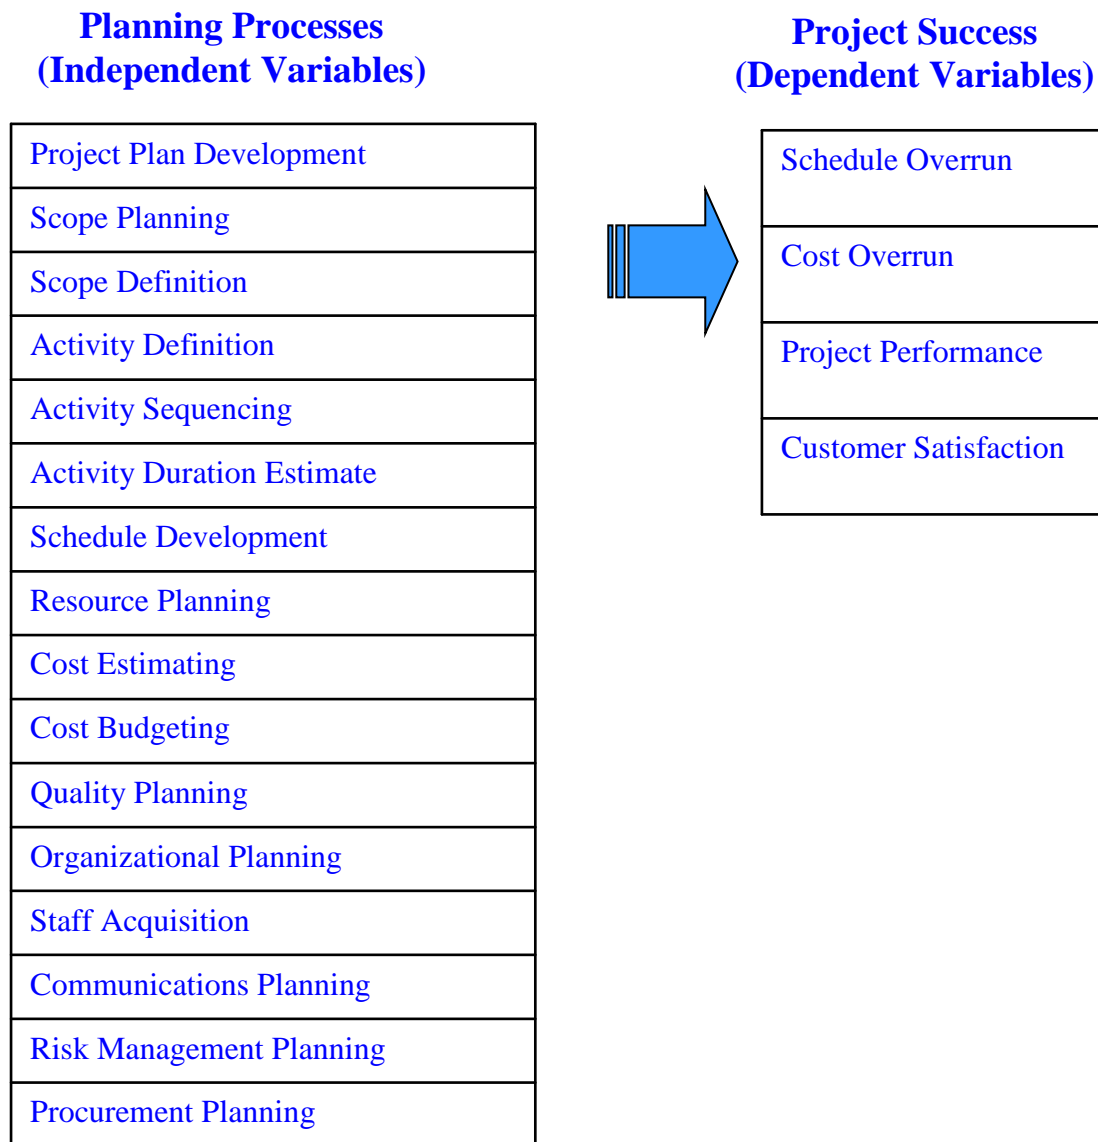 Planning Processes
(Independent Variables)
Project Plan Development
Scope Planning
Scope Definition
Activity Definition
Activity Sequencing
Activity Duration Estimate
Schedule Development
Resource Planning
Cost Estimating
Cost Budgeting
Quality Planning
Organizational Planning
Staff Acquisition
Communications Planning
Risk Management Planning
Procurement Planning
Project Success
(Dependent Variables)
Schedule Overrun
Cost Overrun
Project Performance
Customer Satisfaction